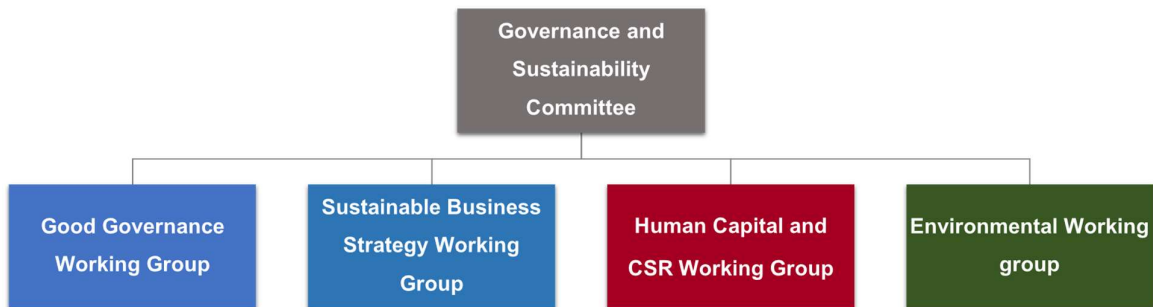 Governance and
Sustainability
Committee
Good Governance
Working Group
Sustainable Business
Strategy Working
Group
Human Capital and
CSR Working Group
Environmental Working
group